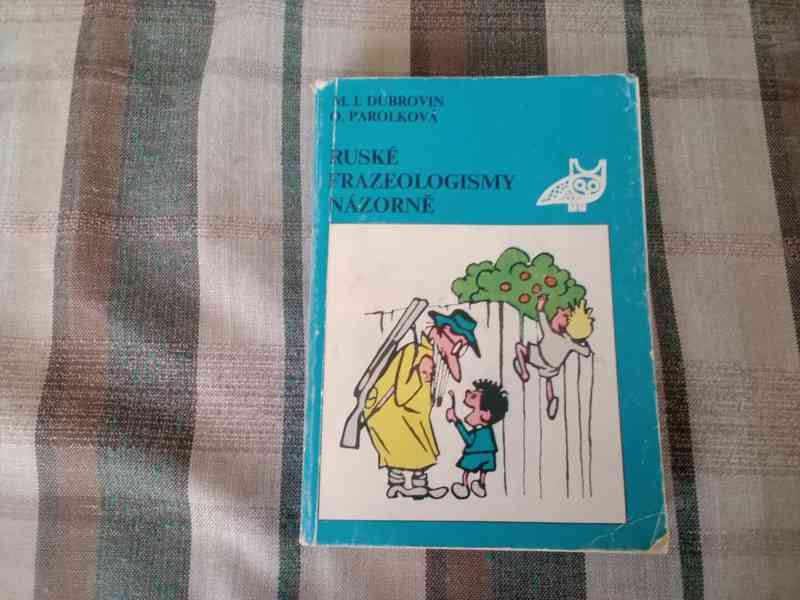 M. I. DUBROVIN
O. PAROLKOVÁ
RUSKÉ
FRAZEOLOGISMY
NÁZORNĚ